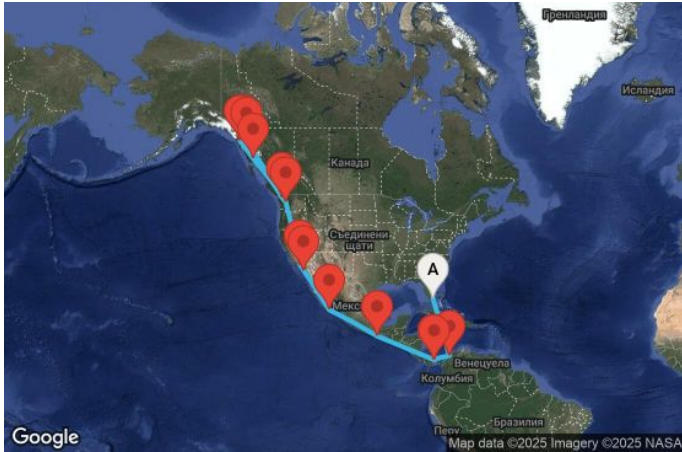 Гренландия
Исландия
Канада
Съединени
щати
A
Мекс
Венецуела
Колумбия
Перу
Бразилия
Google
Map data ©2025 Imagery ©2025 NASA